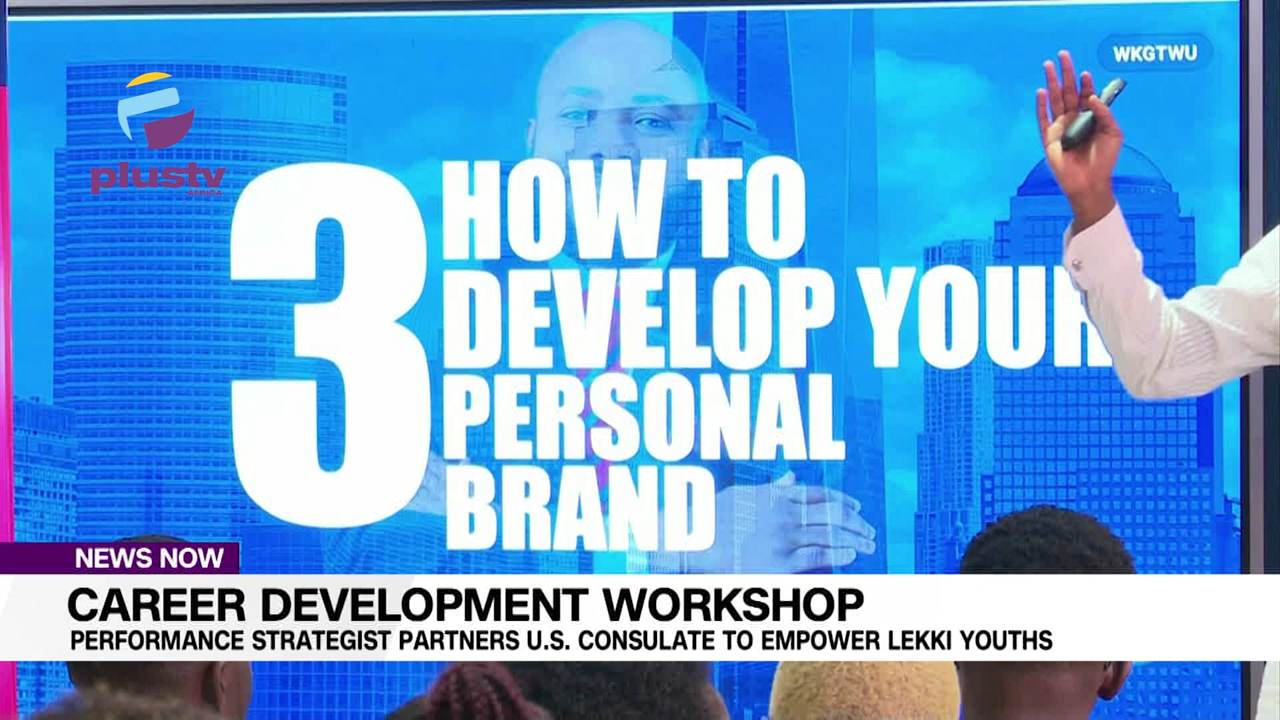 WKGTWU
plustv
AFRICA
3
HOW TO
DEVELOP YOUR
PERSONAL
BRAND
NEWS NOW
CAREER DEVELOPMENT WORKSHOP
PERFORMANCE STRATEGIST PARTNERS U.S. CONSULATE TO EMPOWER LEKKI YOUTHS